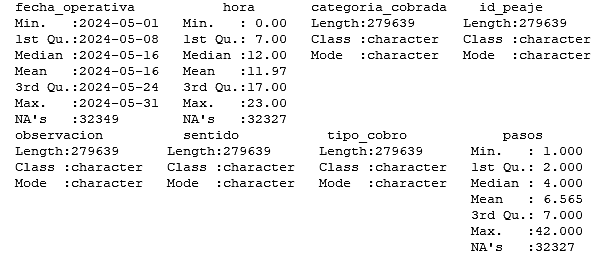 fecha_operativa hora categoria_cobrada id_peaje
Min. :2024-05-01 Min. : 0.00 Length:279639 Length:279639
1st Qu.:2024-05-08 1st Qu.: 7.00 Class :character Class :character
Median :2024-05-16 Median :12.00 Mode :character Mode :character
Mean :2024-05-16 Mean :11.97
3rd Qu.:2024-05-24 3rd Qu.:17.00
Max. :2024-05-31 Max. :23.00
NA's :32349 NA's :32327
observacion sentido tipo_cobro pasos
Length:279639 Length:279639 Length:279639 Min. : 1.000
Class :character Class :character Class :character 1st Qu.: 2.000
Mode :character Mode :character Mode :character Median : 4.000
Mean : 6.565
3rd Qu.: 7.000
Max. :42.000
NA's :32327